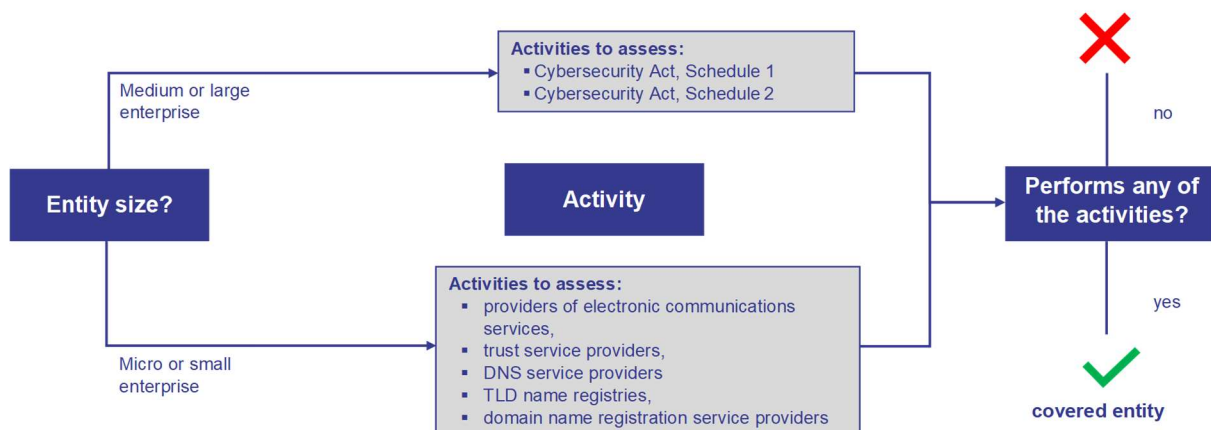 Activities to assess:
▪ Cybersecurity Act, Schedule 1
▪ Cybersecurity Act, Schedule 2
Medium or large
enterprise
no
Entity size?
Activity
Performs any of
the activities?
Activities to assess:
▪ providers of electronic communications
services,
▪ trust service providers,
▪ DNS service providers
▪ TLD name registries,
▪ domain name registration service providers
Micro or small
enterprise
yes
covered entity